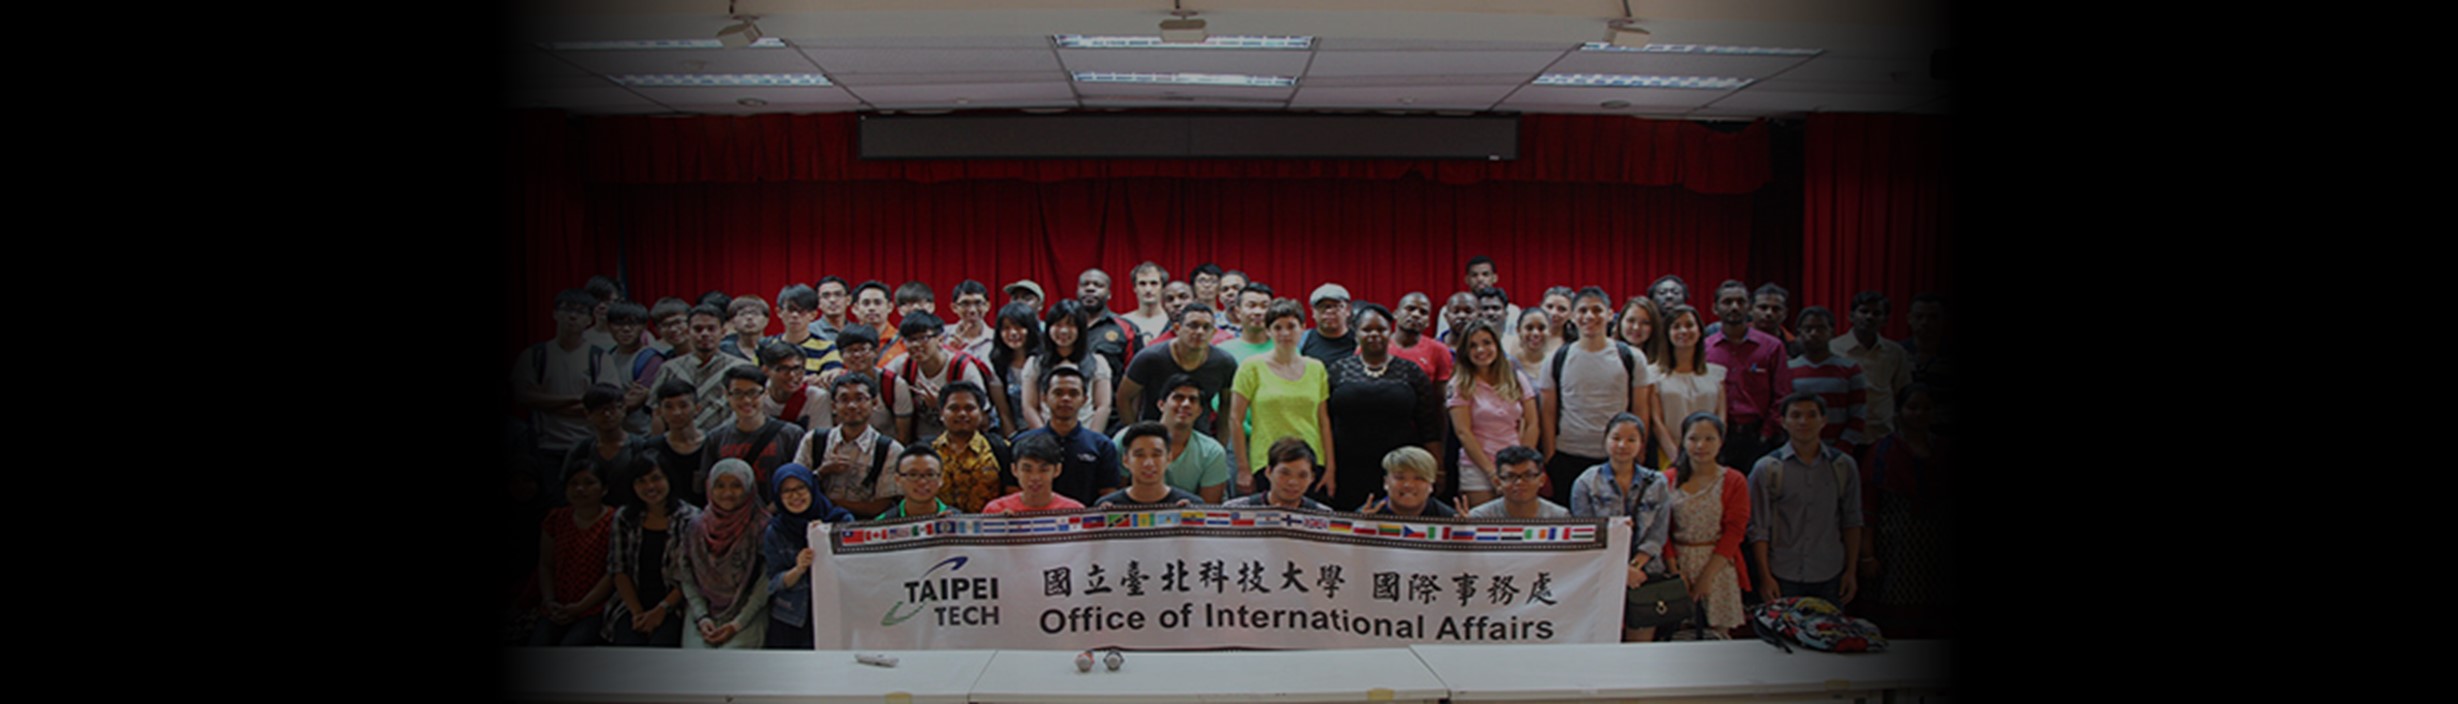 TAIPEI
TECH
國立臺北科技大學 國際事務處
Office of International Affairs